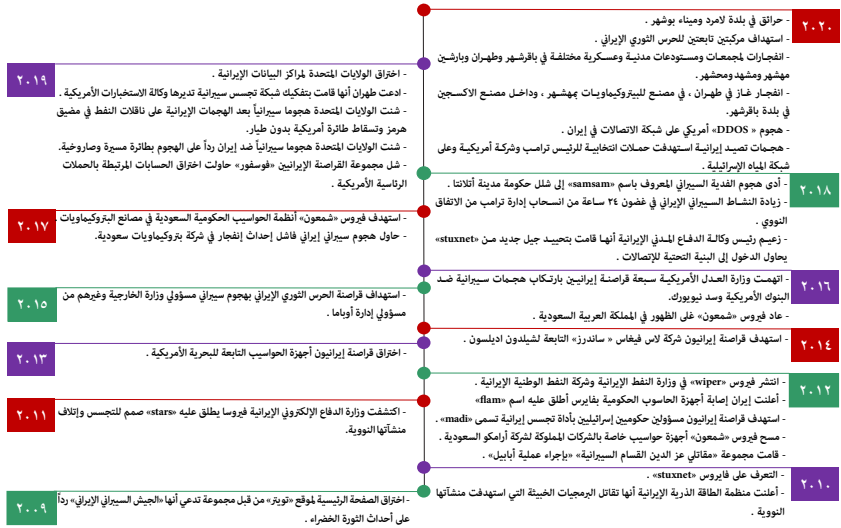 ٢٠٢٠
- حرائق في بلدة لامرد وميناء بوشهر .
- استهداف مركبتين تابعتين للحرس الثوري الإيراني .
- انفجارات لمجمعات ومستودعات مدنية وعسكرية مختلفة في باقرشهر وطهران وبارشين
مهشهر ومشهد ومحشهر .
- انفجار غاز في طهران ، في مصنع للبيتروكيماويات بمهشهر ، وداخل مصنع الاكسجين
في بلدة باقرشهر.
- هجوم « DDOS» أمريكي على شبكة الاتصالات في إيران .
- هجمات تصيد إيرانية استهدفت حملات انتخابية للرئيس ترامب وشركة أمريكية وعلى
شبكة المياه الإسرائيلية .
٢٠١٩
- اختراق الولايات المتحدة لمراكز البيانات الإيرانية .
- ادعت طهران أنها قامت بتفكيك شبكة تجسس سيبرانية تديرها وكالة الاستخبارات الأمريكية .
- شنت الولايات المتحدة هجوما سيبرانياً بعد الهجمات الإيرانية على ناقلات النفط في مضيق
هرمز وتسقاط طائرة أمريكية بدون طيار.
- شنت الولايات المتحدة هجوما سيبرانياً ضد إيران رداً على الهجوم بطائرة مسيرة وصاروخية.
- شل مجموعة القراصنة الإيرانيين «فوسفور» حاولت اختراق الحسابات المرتبطة بالحملات
الرئاسية الأمريكية .
٢٠١٨
- أدى هجوم الفدية السيبراني المعروف باسم «samsam» إلى شلل حكومة مدينة أتلانتا .
- زيادة النشاط السيبراني الإيراني في غضون ٢٤ ساعة من انسحاب إدارة ترامب من الاتفاق
النووي .
- زعيم رئيس وكالة الدفاع المدني الإيرانية أنها قامت بتحييد جيل جديد من «stuxnet»
يحاول الدخول إلى البنية التحتية للإتصالات .
٢٠١٧
- استهدف فيروس «شمعون» أنظمة الحواسيب الحكومية السعودية في مصانع البتروكيماويات .
- حاول هجوم سيبراني إيراني فاشل إحداث إنفجار في شركة بتروكيماويات سعودية.
٢٠١٦
- اتهمت وزارة العدل الأمريكية سبعة قراصنة إيرانيين بارتكاب هجمات سيبرانية ضد
البنوك الأمريكية وسد نيويورك.
- عاد فيروس «شمعون» غلى الظهور في المملكة العربية السعودية .
٢٠١٥
- استهداف قراصنة الحرس الثوري الإيراني بهجوم سيبراني مسؤولي وزارة الخارجية وغيرهم من
مسؤولي إدارة أوباما .
٢٠١٤
- استهدف قراصنة إيرانيون شركة لاس فيغاس « ساندرز» التابعة لشيلدون اديلسون .
٢٠١٣
- اختراق قراصنة إيرانيون أجهزة الحواسيب التابعة للبحرية الأمريكية .
٢٠١٢
- انتشر فيروس «wiper» في وزارة النفط الإيرانية وشركة النفط الوطنية الإيرانية .
- أعلنت إيران إصابة أجهزة الحاسوب الحكومية بفايرس أطلق عليه اسم «flam»
- استهدف قراصنة إيرانيون مسؤولين حكوميين إسرائيليين بأداة تجسس إيرانية تسمى «madi» .
- مسح فيروس «شمعون» أجهزة حواسيب خاصة بالشركات المملوكة لشركة أرامكو السعودية .
- قامت مجموعة «مقاتلي عز الدين القسام السيبرانية» «بإجراء عملية أبابيل» .
٢٠١١
- اكتشفت وزارة الدفاع الإلكتروني الإيرانية فيروسا يطلق عليه «stars» صمم للتجسس وإتلاف
منشآتها النووية.
٢٠١٠
- التعرف على فايروس «stuxnet» .
- أعلنت منظمة الطاقة الذرية الإيرانية أنها تقاتل البرمجيات الخبيثة التي استهدفت منشآتها
النووية .
٢٠٠٩
- اختراق الصفحة الرئيسية لموقع «تويتر» من قبل مجموعة تدعي أنها «الجيش السيبراني الإيراني» رداً
على أحداث الثورة الخضراء .